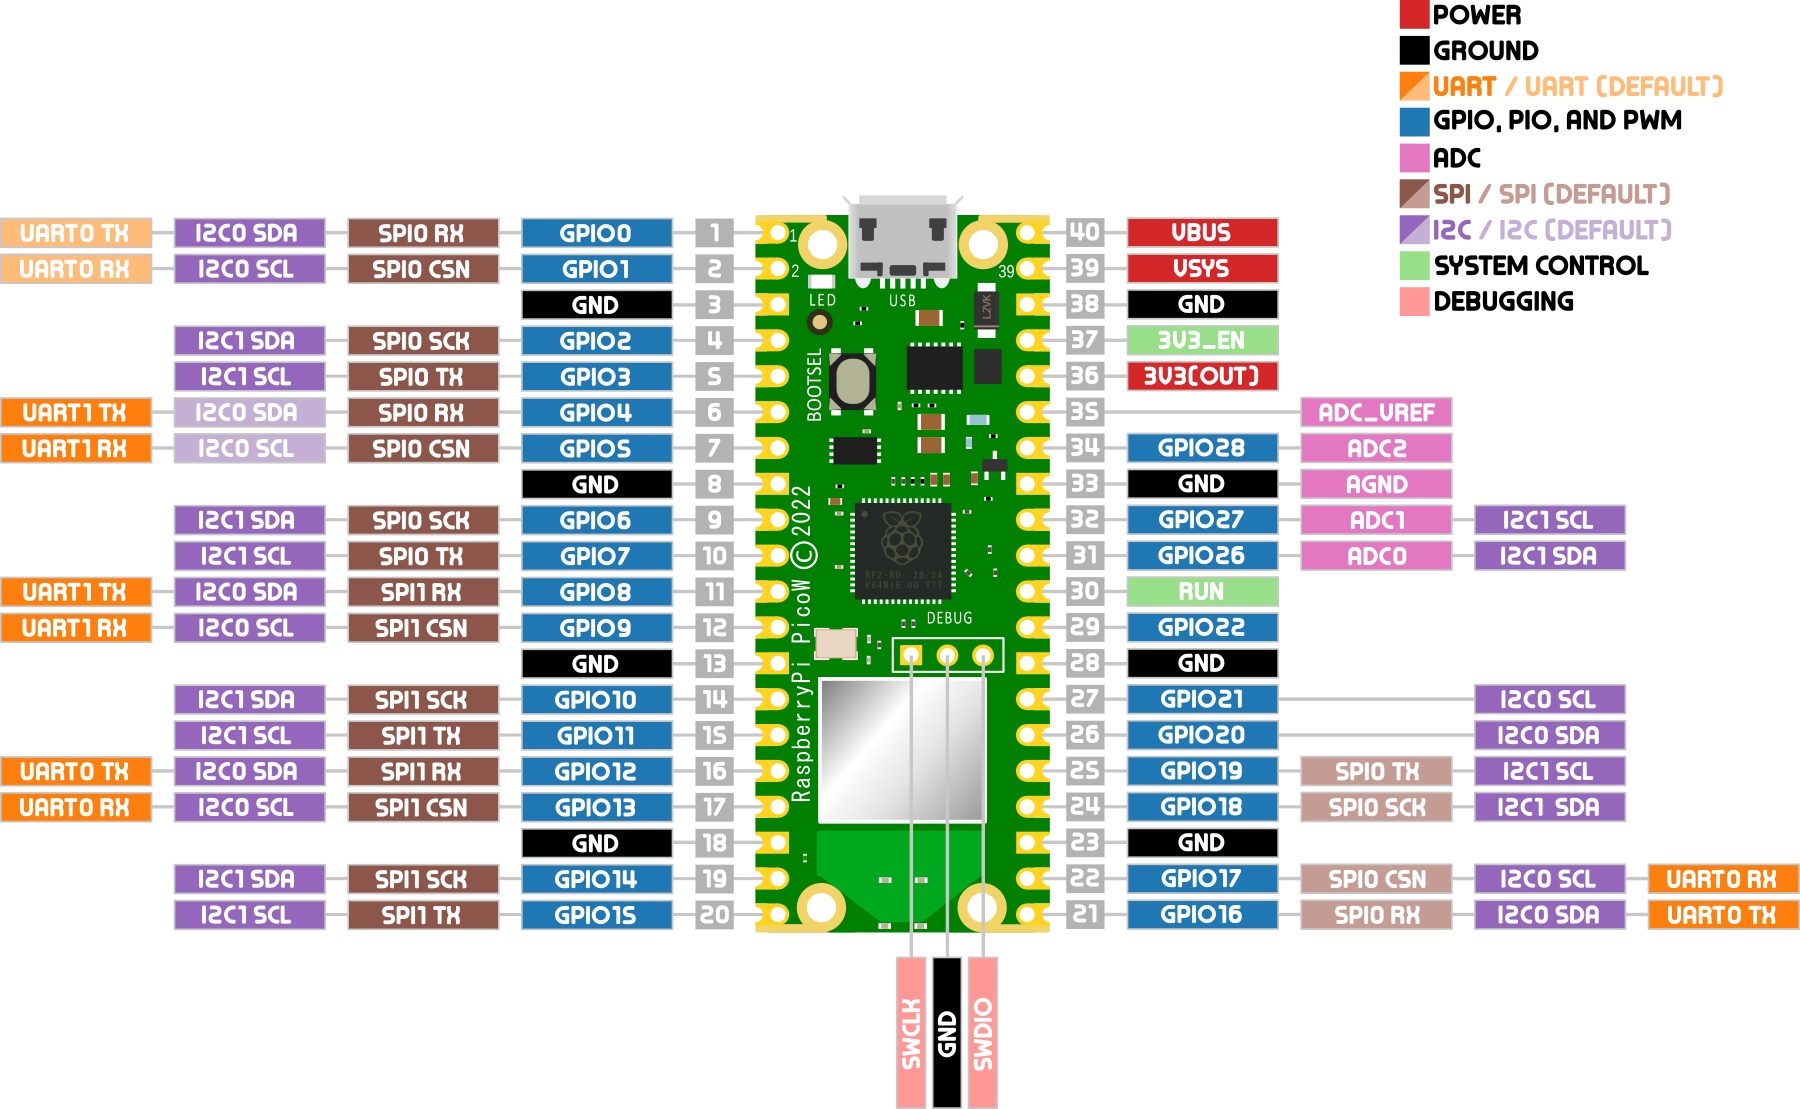 POWER
GROUND
UART / UART (DEFAULT)
GPIO, PIO, AND PWM
ADC
SPI / SPI (DEFAULT)
I2C / I2C (DEFAULT)
SYSTEM CONTROL
DEBUGGING
UART0 TX I2C0 SDA SPI0 RX GPIO0 1 1 40 VBUS
UART0 RX I2C0 SCL SPI0 CSN GPIO1 2 2 39 39 VSYS
GND 3 LED USB 38 GND
L2VK
I2C1 SDA SPI0 SCK GPIO2 4 37 3V3_EN
I2C1 SCL SPI0 TX GPIO3 5 BOOTSEL 36 3V3(OUT)
UART1 TX I2C0 SDA SPI0 RX GPIO4 6 35 ADC_VREF
UART1 RX I2C0 SCL SPI0 CSN GPIO5 7 34 GPIO28 ADC2
GND 8 33 GND AGND
I2C1 SDA SPI0 SCK GPIO6 9 32 GPIO27 ADC1 I2C1 SCL
I2C1 SCL SPI0 TX GPIO7 10 31 GPIO26 ADC0 I2C1 SDA
RP2-B0 20/34
P64M15.00 TTT
UART1 TX I2C0 SDA SPI1 RX GPIO8 11 30 RUN
UART1 RX I2C0 SCL SPI1 CSN GPIO9 12 DEBUG 29 GPIO22
RaspberryPi PicoW ©2022
GND 13 28 GND
I2C1 SDA SPI1 SCK GPIO10 14 27 GPIO21 I2C0 SCL
I2C1 SCL SPI1 TX GPIO11 15 26 GPIO20 I2C0 SDA
UART0 TX I2C0 SDA SPI1 RX GPIO12 16 25 GPIO19 SPI0 TX I2C1 SCL
UART0 RX I2C0 SCL SPI1 CSN GPIO13 17 24 GPIO18 SPI0 SCK I2C1 SDA
GND 18 23 GND
I2C1 SDA SPI1 SCK GPIO14 19 22 GPIO17 SPI0 CSN I2C0 SCL UART0 RX
I2C1 SCL SPI1 TX GPIO15 20 21 GPIO16 SPI0 RX I2C0 SDA UART0 TX
SWCLK
GND
SWDIO